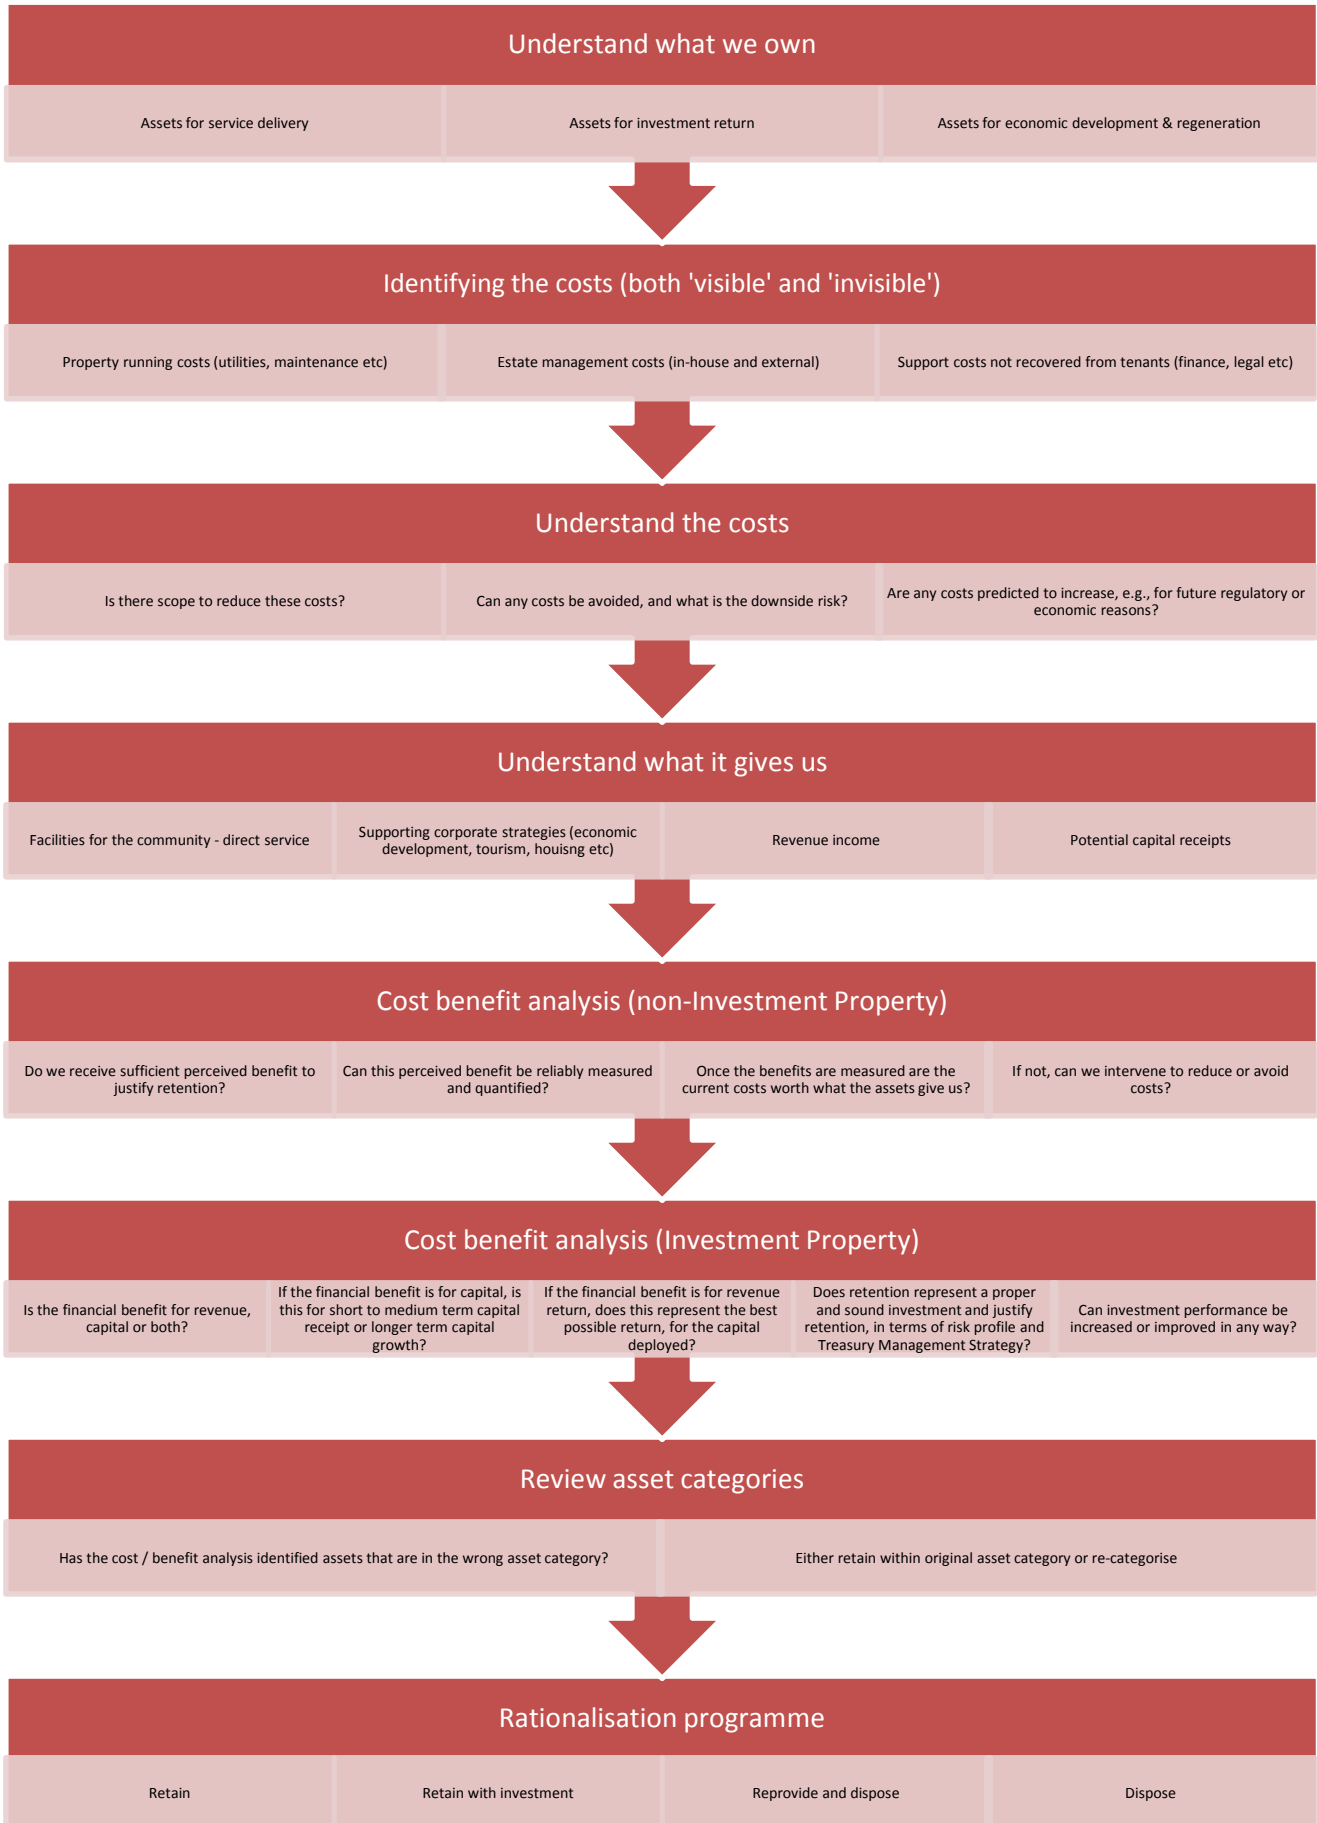 Understand what we own
Assets for service delivery
Assets for investment return
Assets for economic development & regeneration
Identifying the costs (both 'visible' and 'invisible')
Property running costs (utilities, maintenance etc)
Estate management costs (in-house and external)
Support costs not recovered from tenants (finance, legal etc)
Understand the costs
Is there scope to reduce these costs?
Can any costs be avoided, and what is the downside risk?
Are any costs predicted to increase, e.g., for future regulatory or
economic reasons?
Understand what it gives us
Facilities for the community - direct service
Supporting corporate strategies (economic
development, tourism, houisng etc)
Revenue income
Potential capital receipts
Cost benefit analysis (non-Investment Property)
Do we receive sufficient perceived benefit to
justify retention?
Can this perceived benefit be reliably measured
and quantified?
Once the benefits are measured are the
current costs worth what the assets give us?
If not, can we intervene to reduce or avoid
costs?
Cost benefit analysis (Investment Property)
Is the financial benefit for revenue,
capital or both?
If the financial benefit is for capital, is
this for short to medium term capital
receipt or longer term capital
growth?
If the financial benefit is for revenue
return, does this represent the best
possible return, for the capital
deployed?
Does retention represent a proper
and sound investment and justify
retention, in terms of risk profile and
Treasury Management Strategy?
Can investment performance be
increased or improved in any way?
Review asset categories
Has the cost / benefit analysis identified assets that are in the wrong asset category?
Either retain within original asset category or re-categorise
Rationalisation programme
Retain
Retain with investment
Reprovide and dispose
Dispose